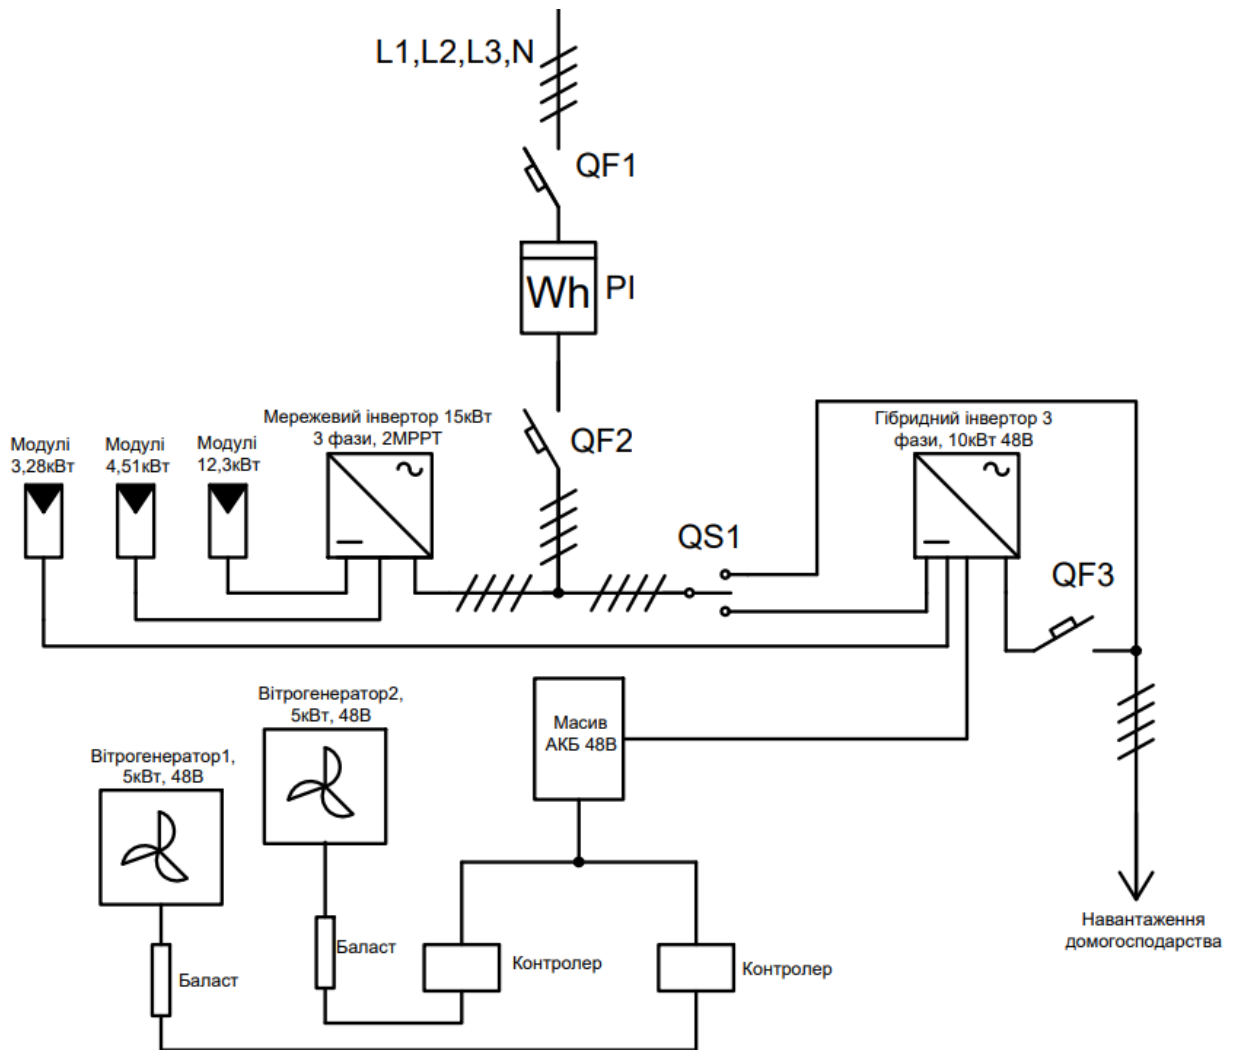 L1,L2,L3,N
QF1
Wh
PI
Мережевий інвертор 15кВт
3 фази, 2МРРТ
QF2
Гібридний інвертор 3
фази, 10кВт 48В
Модулі
3,28кВт
Модулі
4,51кВт
Модулі
12,3кВт
QS1
QF3
Вітрогенератор2,
5кВт, 48В
Масив
АКБ 48В
Вітрогенератор1,
5кВт, 48В
Баласт
Контролер
Баласт
Контролер
Навантаження
домогосподарства